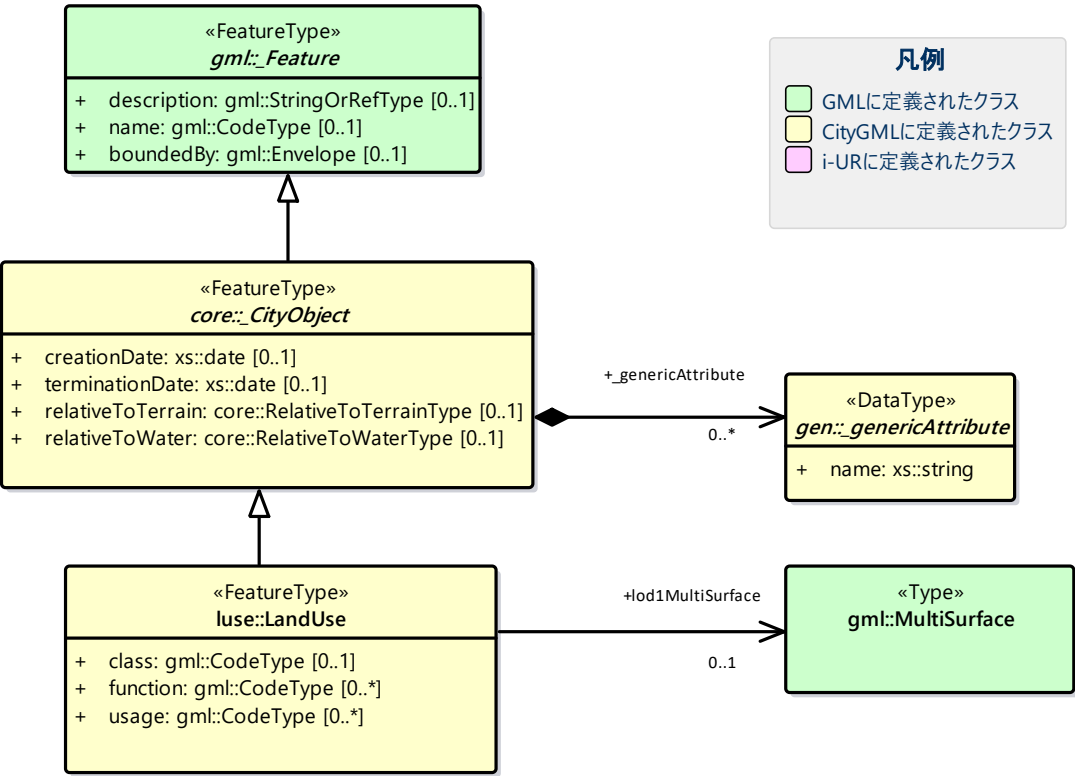 «FeatureType»
gml::_Feature
+ description: gml::StringOrRefType [0..1]
+ name: gml::CodeType [0..1]
+ boundedBy: gml::Envelope [0..1]
凡例
GMLに定義されたクラス
CityGMLに定義されたクラス
i-URに定義されたクラス
«FeatureType»
core::_CityObject
+ creationDate: xs::date [0..1]
+ terminationDate: xs::date [0..1]
+ relativeToTerrain: core::RelativeToTerrainType [0..1]
+ relativeToWater: core::RelativeToWaterType [0..1]
+_genericAttribute
0..*
«DataType»
gen::_genericAttribute
+ name: xs::string
«FeatureType»
luse::LandUse
+ class: gml::CodeType [0..1]
+ function: gml::CodeType [0..*]
+ usage: gml::CodeType [0..*]
+lod1MultiSurface
0..1
«Type»
gml::MultiSurface